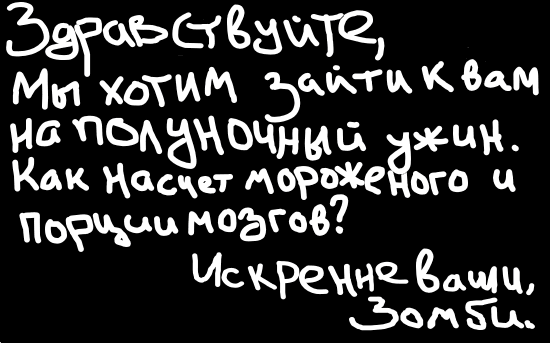 Здравствуйте,
Мы хотим зайти к вам
на полуночный ужин.
Как насчет мороженого и
порции мозгов?
Искренне ваши,
Зомби.